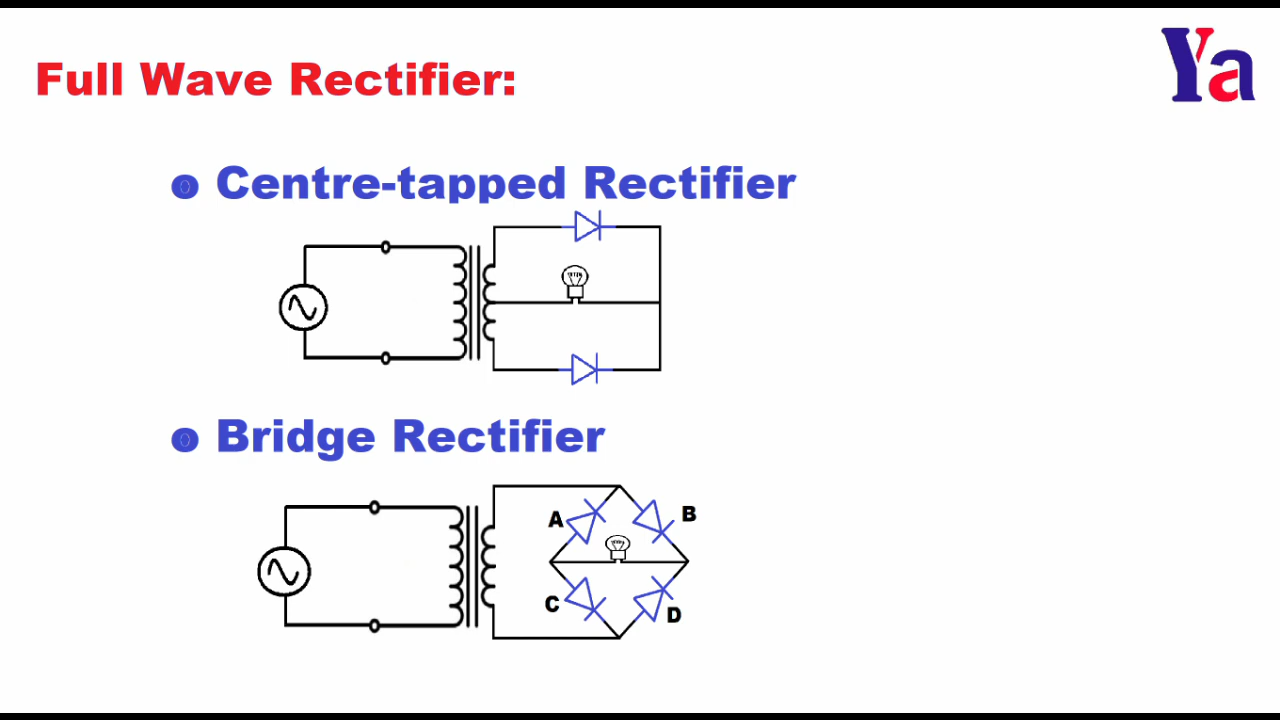 Ya
Full Wave Rectifier:
Centre-tapped Rectifier
Bridge Rectifier
A
B
C
D